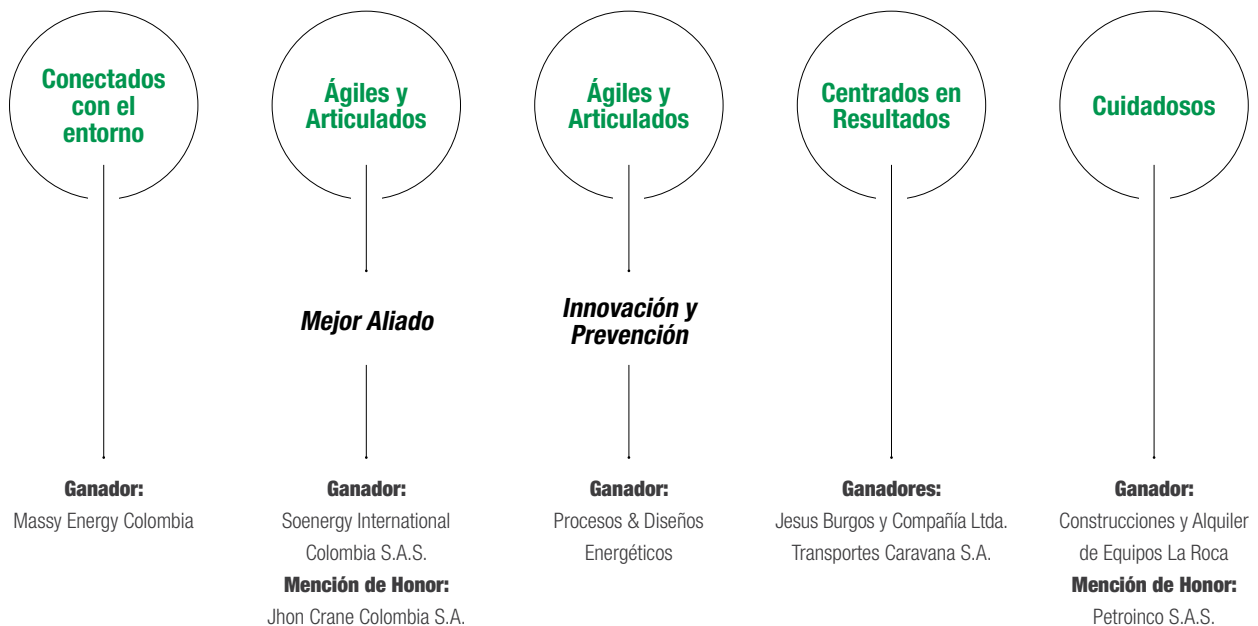 Conectados
con el
entorno
Ágiles y
Articulados
Ágiles y
Articulados
Centrados en
Resultados
Cuidadosos
Mejor Aliado
Innovación y
Prevención
Ganador:
Massy Energy Colombia
Ganador:
Soenergy International
Colombia S.A.S.
Mención de Honor:
Jhon Crane Colombia S.A.
Ganador:
Procesos & Diseños
Energéticos
Ganadores:
Jesus Burgos y Compañía Ltda.
Transportes Caravana S.A.
Ganador:
Construcciones y Alquiler
de Equipos La Roca
Mención de Honor:
Petroinco S.A.S.